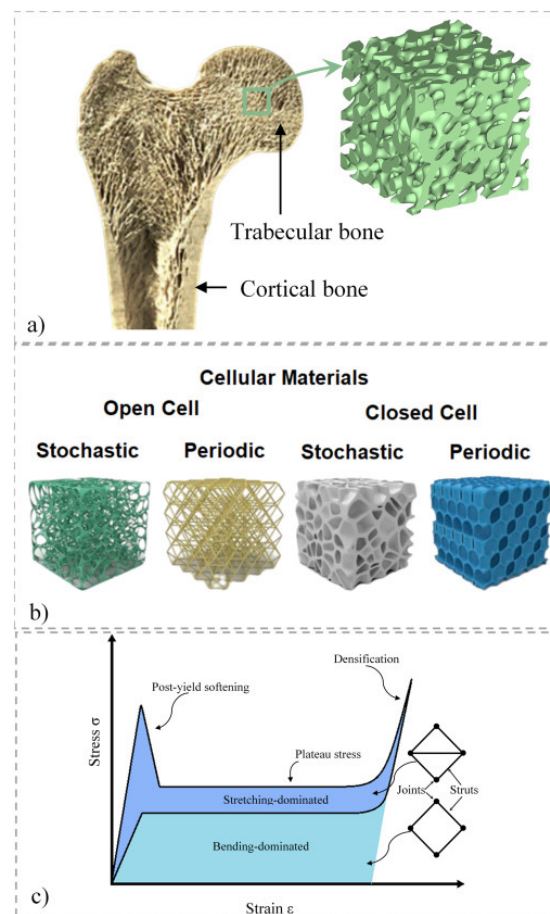 Trabecular bone
Cortical bone
a)
Cellular Materials
Open Cell Closed Cell
Stochastic Periodic Stochastic Periodic
b)
Densification
Post-yield softening
Stress σ
Plateau stress
Stretching-dominated
Joints Struts
Bending-dominated
c)
Strain ε